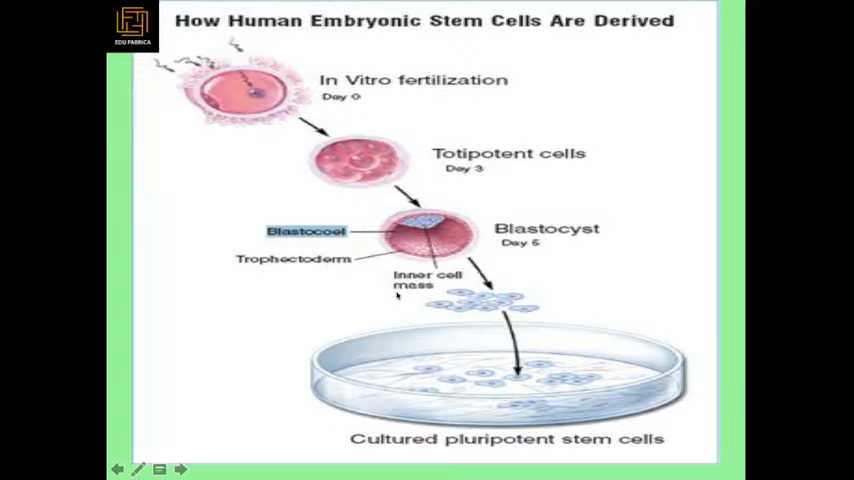 EDU FABRICA
How Human Embryonic Stem Cells Are Derived
In Vitro fertilization
Day 0
Totipotent cells
Day 3
Blastocoel
Blastocyst
Day 5
Trophectoderm
Inner cell
mass
Cultured pluripotent stem cells